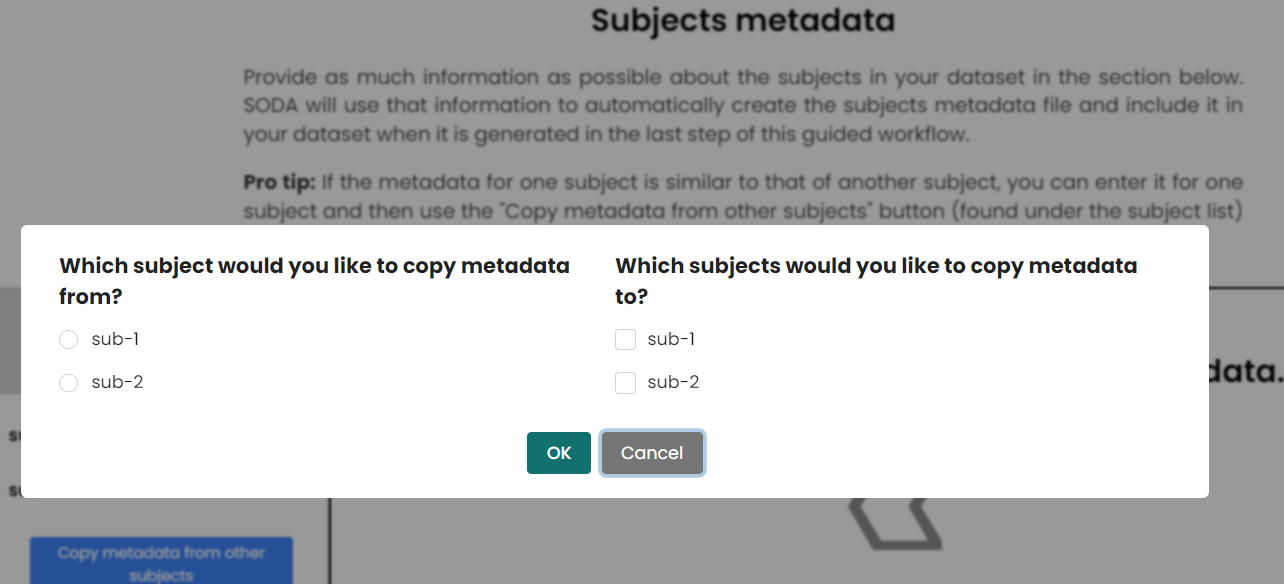 Subjects metadata
Provide as much information as possible about the subjects in your dataset in the section below.
SODA will use that information to automatically create the subjects metadata file and include it in
your dataset when it is generated in the last step of this guided workflow.
Pro tip: If the metadata for one subject is similar to that of another subject, you can enter it for one
subject and then use the "Copy metadata from other subjects" button (found under the subject list)
Which subject would you like to copy metadata
from?
sub-1
sub-2
Which subjects would you like to copy metadata
to?
sub-1
sub-2
OK
Cancel
data.
Copy metadata from other
subjects